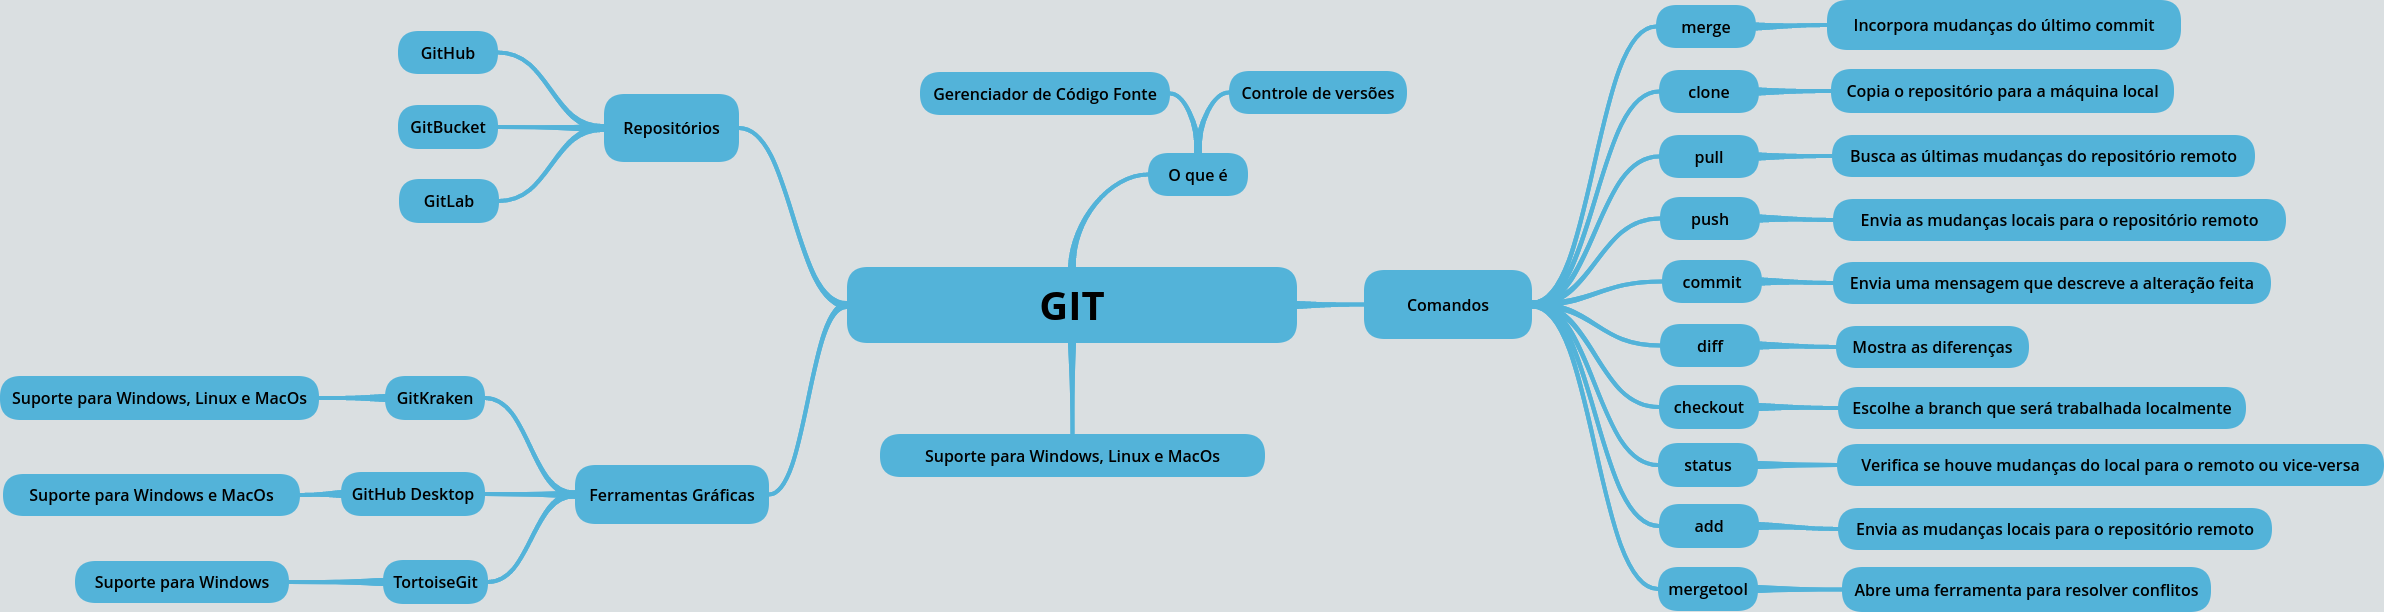 GIT
O que é
Gerenciador de Código Fonte
Controle de versões
Repositórios
GitHub
GitBucket
GitLab
Ferramentas Gráficas
GitKraken
Suporte para Windows, Linux e MacOs
GitHub Desktop
Suporte para Windows e MacOs
TortoiseGit
Suporte para Windows
Suporte para Windows, Linux e MacOs
Comandos
merge
Incorpora mudanças do último commit
clone
Copia o repositório para a máquina local
pull
Busca as últimas mudanças do repositório remoto
push
Envia as mudanças locais para o repositório remoto
commit
Envia uma mensagem que descreve a alteração feita
diff
Mostra as diferenças
checkout
Escolhe a branch que será trabalhada localmente
status
Verifica se houve mudanças do local para o remoto ou vice-versa
add
Envia as mudanças locais para o repositório remoto
mergetool
Abre uma ferramenta para resolver conflitos